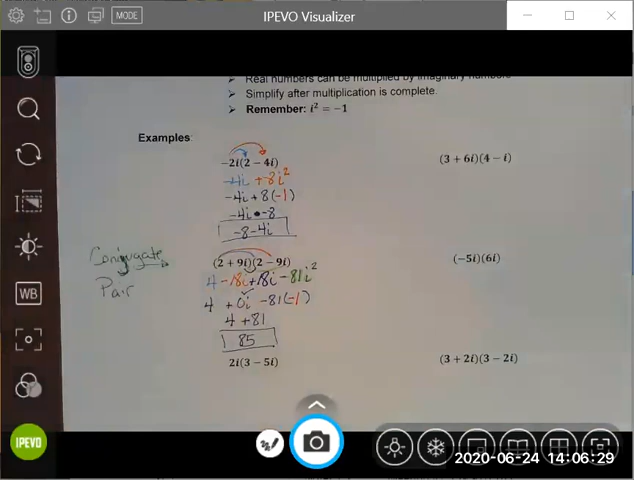 MODE
IPEVO Visualizer
Real numbers can be multiplied by imaginary numbers
Simplify after multiplication is complete.
Remember: i² = −1
Examples:
−2i(2 − 4i)
−4i + 8i²
−4i + 8(−1)
−4i • −8
−8 − 4i
(3 + 6i)(4 − i)
Conjugate
Pair
(2 + 9i)(2 − 9i)
4 − 18i + 18i − 81i²
4 + 0i − 81(−1)
4 + 81
85
(−5i)(6i)
2i(3 − 5i)
(3 + 2i)(3 − 2i)
WB
IPEVO
2020-06-24 14:06:29